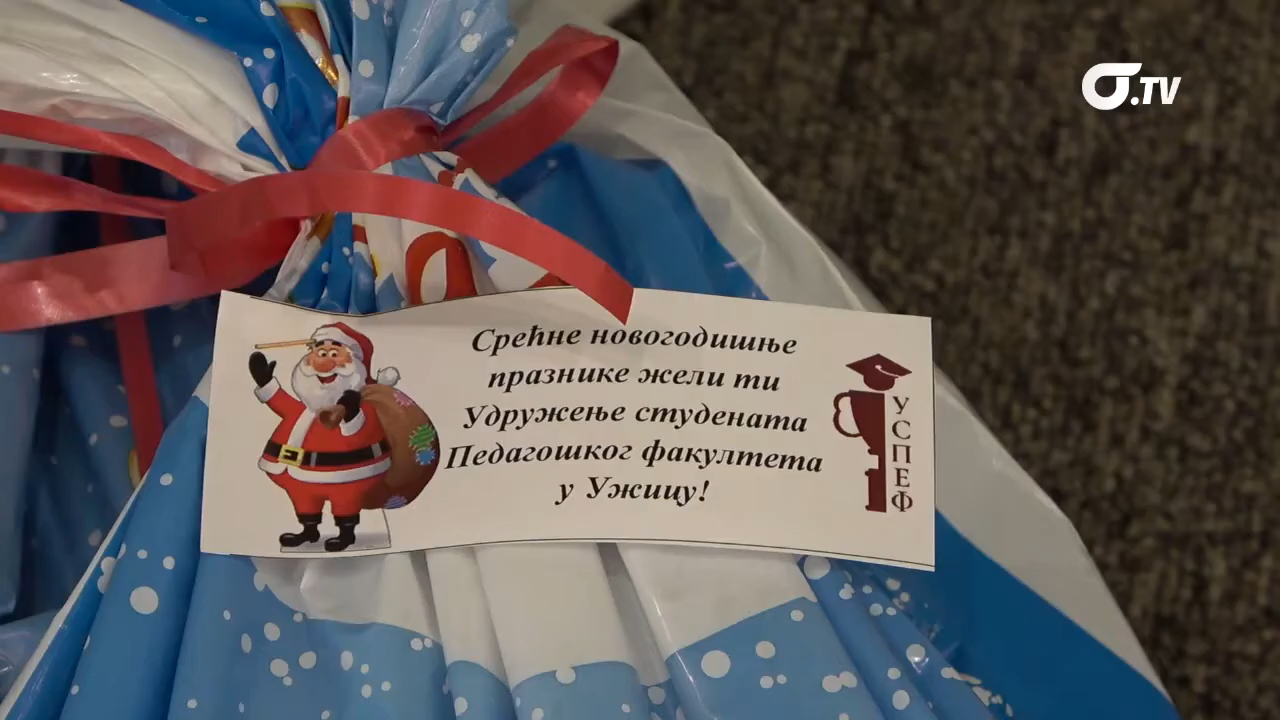 .TV
Срећне новогодишње
празнике жели ти
Удружење студената
Педагошког факултета
у Ужицу!
УСПЕФ